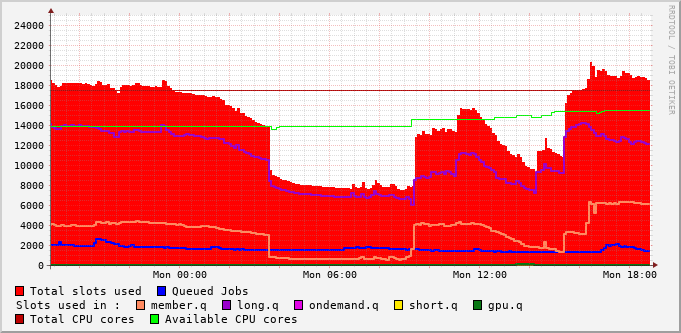 24000
22000
20000
18000
16000
14000
12000
10000
8000
6000
4000
2000
0
Mon 00:00 Mon 06:00 Mon 12:00 Mon 18:00
RRDTOOL / TOBI OETIKER
Total slots used Queued Jobs
Slots used in : member.q long.q ondemand.q short.q gpu.q
Total CPU cores Available CPU cores